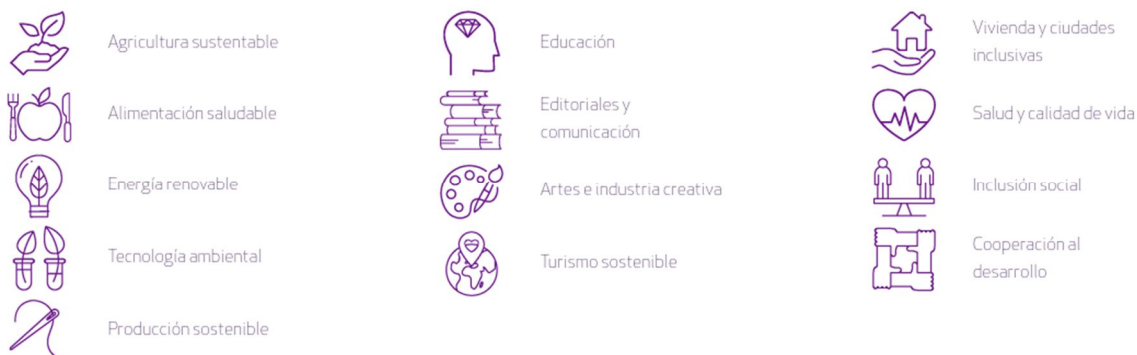 Agricultura sustentable
Alimentación saludable
Energía renovable
Tecnología ambiental
Producción sostenible
Educación
Editoriales y
comunicación
Artes e industria creativa
Turismo sostenible
Vivienda y ciudades
inclusivas
Salud y calidad de vida
Inclusión social
Cooperación al
desarrollo